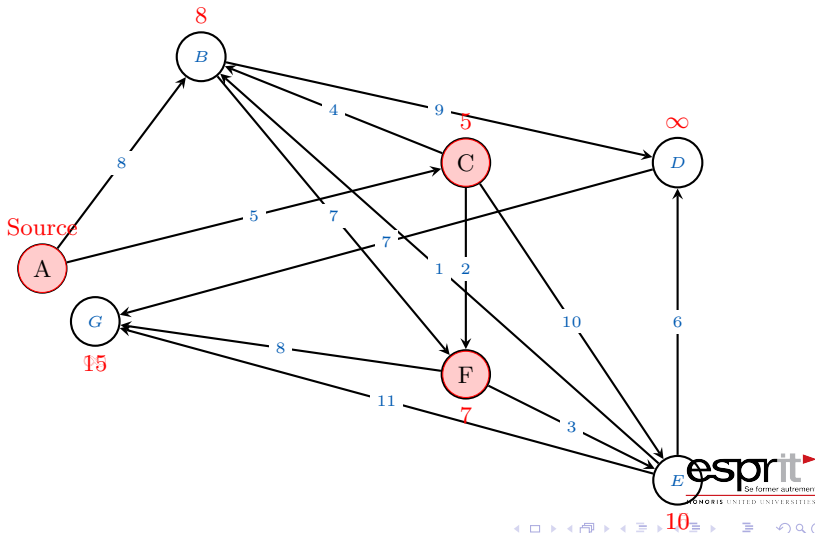 8
B
9
4
5
∞
C
D
8
5
7
Source
7
A
1
2
G
10
6
8
15
F
11
7
3
E
esprit
Se former autrement
HONORIS UNITED UNIVERSITIES
10